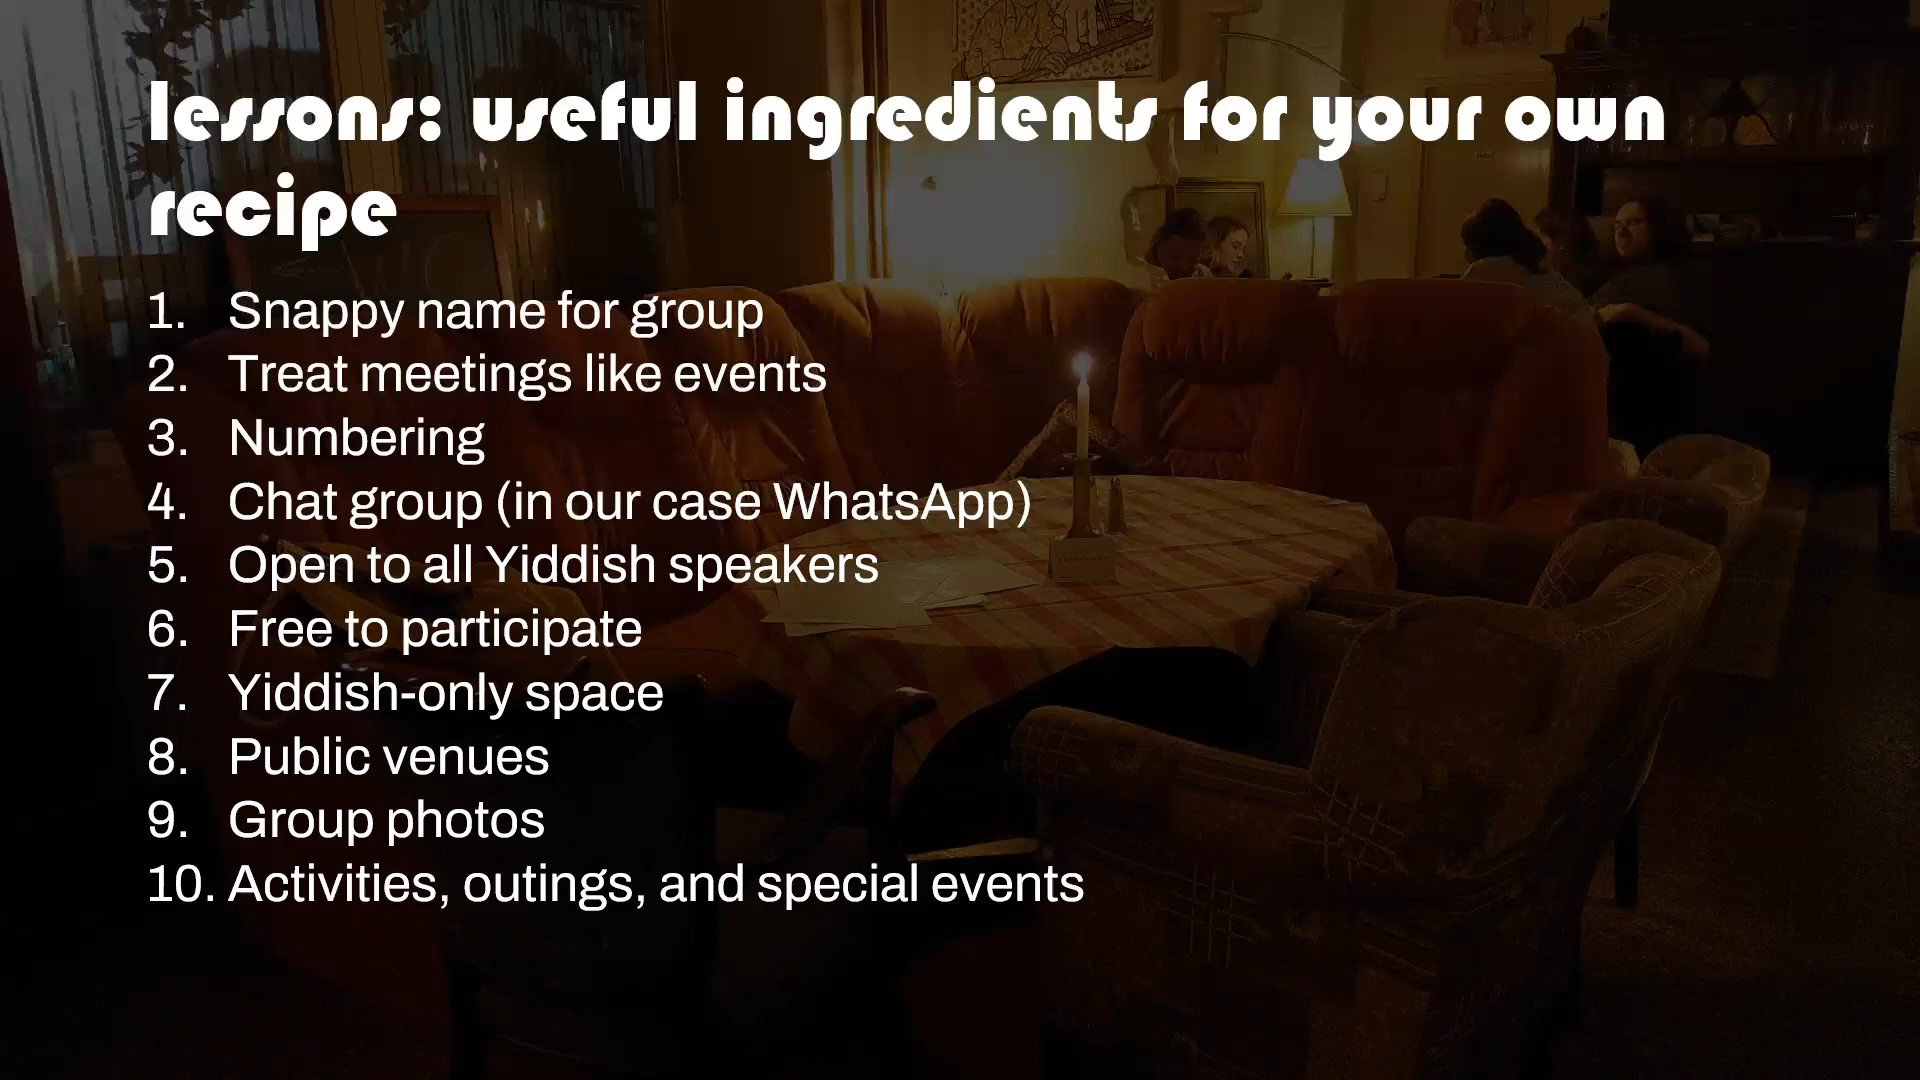 lessons: useful ingredients for your own
recipe
1. Snappy name for group
2. Treat meetings like events
3. Numbering
4. Chat group (in our case WhatsApp)
5. Open to all Yiddish speakers
6. Free to participate
7. Yiddish-only space
8. Public venues
9. Group photos
10. Activities, outings, and special events